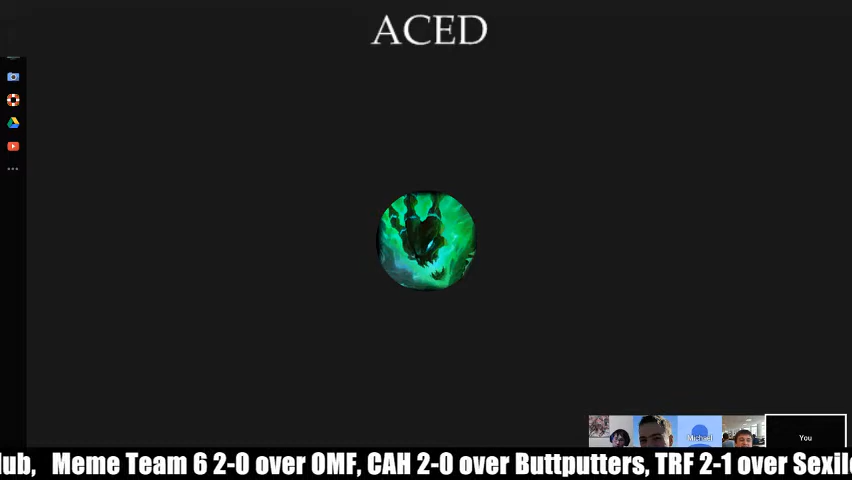 ACED
Michael
You
Meme Team 6 2-0 over OMF, CAH 2-0 over Buttputters, TRF 2-1 over